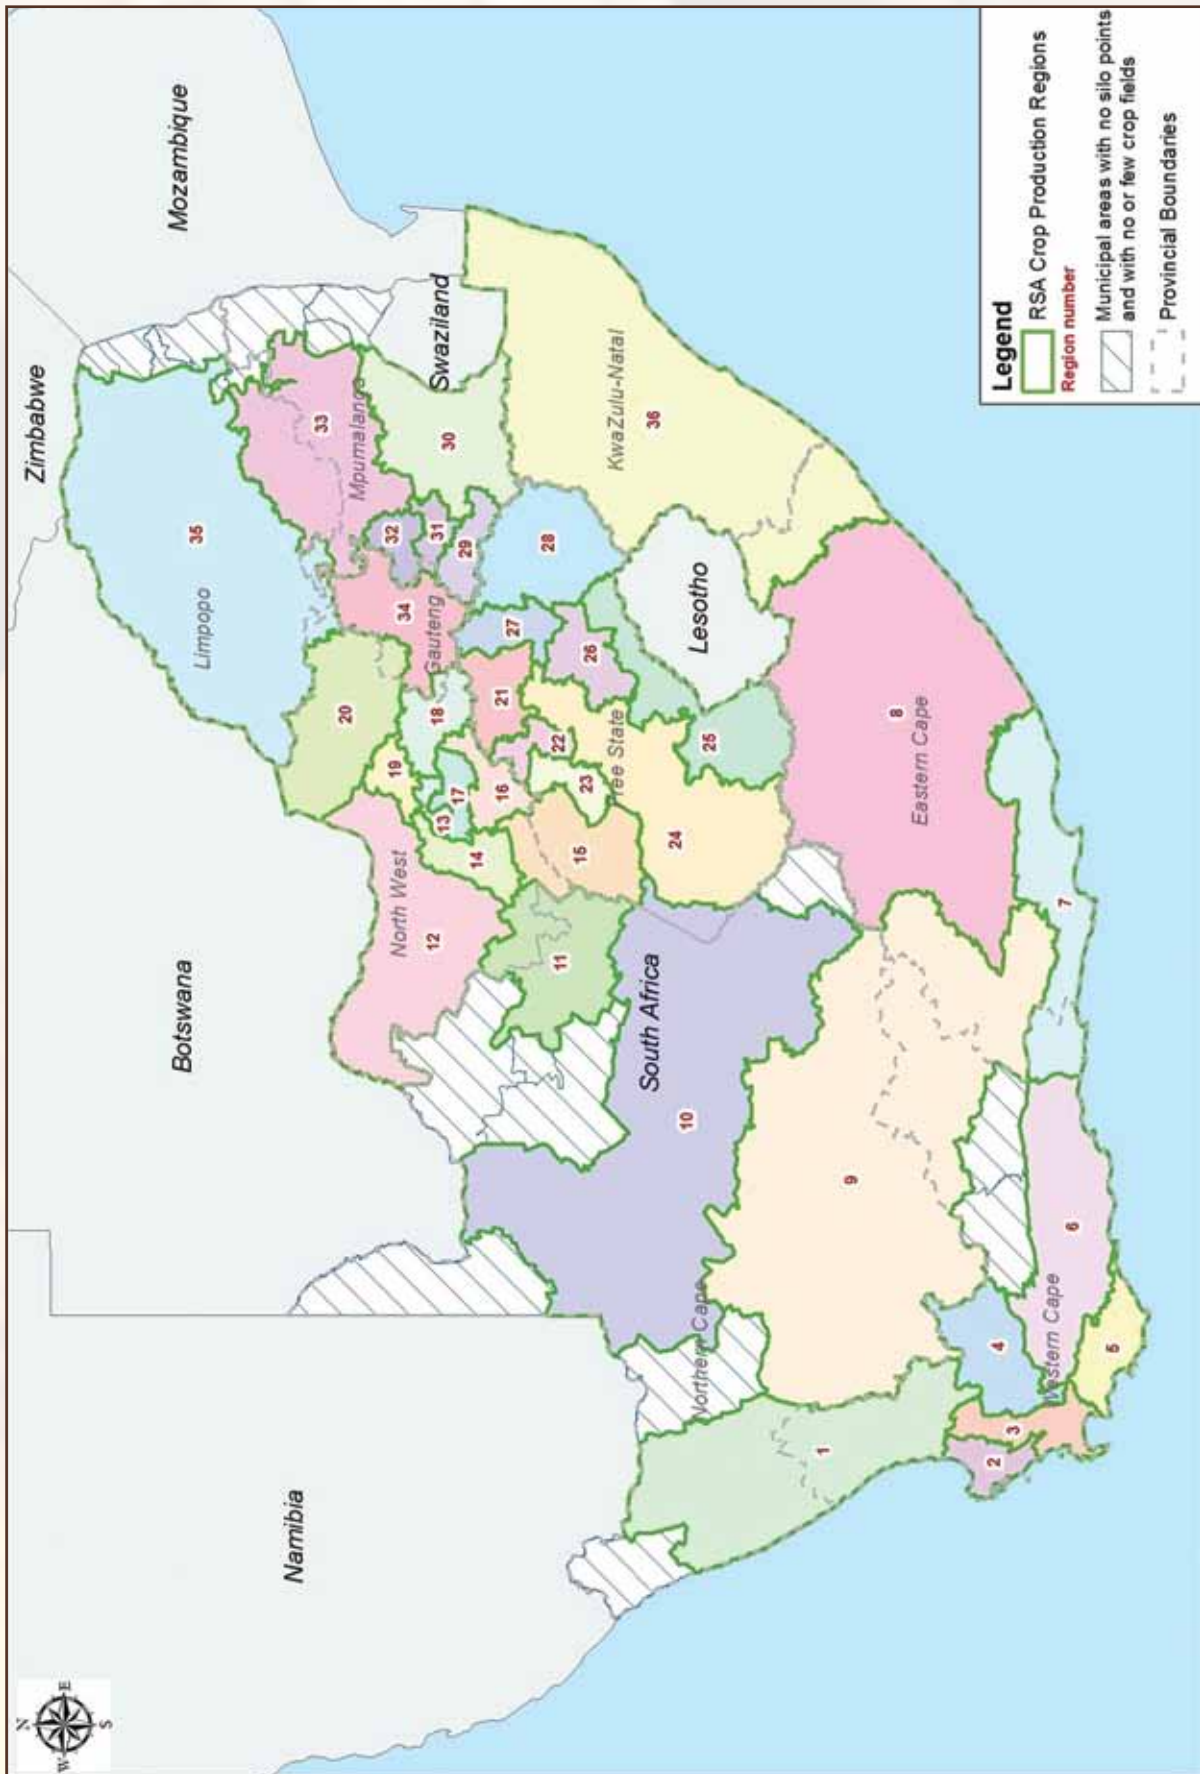 N
W
E
S
Namibia
Botswana
Zimbabwe
Mozambique
Swaziland
Lesotho
South Africa
Limpopo
Mpumalanga
Gauteng
North West
Free State
KwaZulu-Natal
Northern Cape
Eastern Cape
Western Cape
1
2
3
4
5
6
7
8
9
10
11
12
13
14
15
16
17
18
19
20
21
22
23
24
25
26
27
28
29
30
31
32
33
34
35
36
Legend
RSA Crop Production Regions
Region number
Municipal areas with no silo points
and with no or few crop fields
Provincial Boundaries